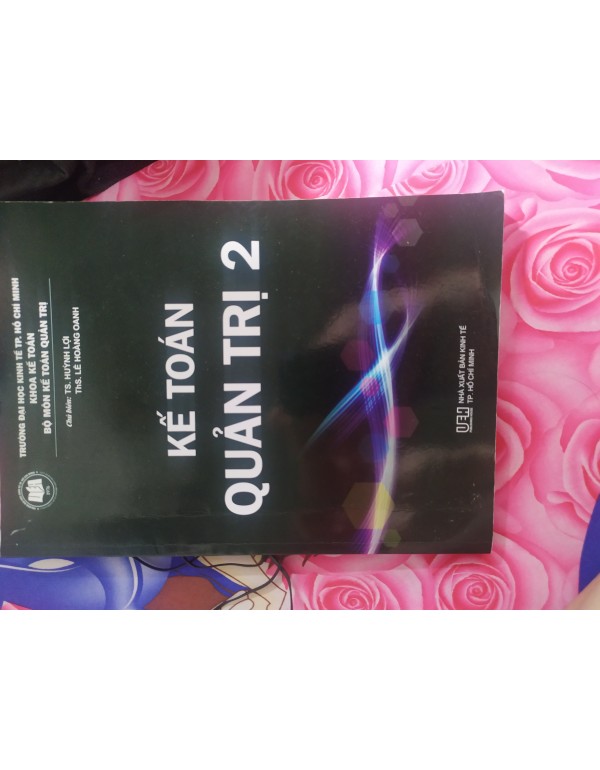 TRƯỜNG ĐẠI HỌC KINH TẾ TP. HỒ CHÍ MINH
KHOA KẾ TOÁN
BỘ MÔN KẾ TOÁN QUẢN TRỊ
Chủ biên: TS. HUỲNH LỢI
ThS. LÊ HOÀNG OANH
KẾ TOÁN
QUẢN TRỊ 2
UEH NHÀ XUẤT BẢN KINH TẾ
TP. HỒ CHÍ MINH